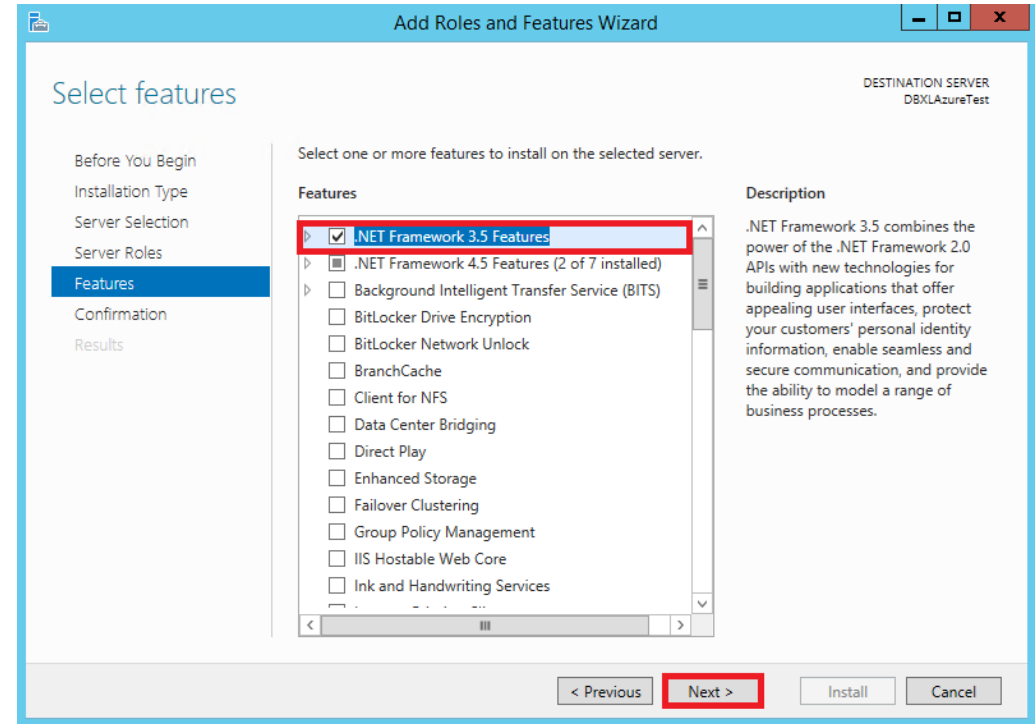 Add Roles and Features Wizard
Select features
DESTINATION SERVER
DBXLAzureTest
Before You Begin
Installation Type
Server Selection
Server Roles
Features
Confirmation
Results
Select one or more features to install on the selected server.
Features
.NET Framework 3.5 Features
.NET Framework 4.5 Features (2 of 7 installed)
Background Intelligent Transfer Service (BITS)
BitLocker Drive Encryption
BitLocker Network Unlock
BranchCache
Client for NFS
Data Center Bridging
Direct Play
Enhanced Storage
Failover Clustering
Group Policy Management
IIS Hostable Web Core
Ink and Handwriting Services
Description
.NET Framework 3.5 combines the
power of the .NET Framework 2.0
APIs with new technologies for
building applications that offer
appealing user interfaces, protect
your customers' personal identity
information, enable seamless and
secure communication, and provide
the ability to model a range of
business processes.
< Previous
Next >
Install
Cancel